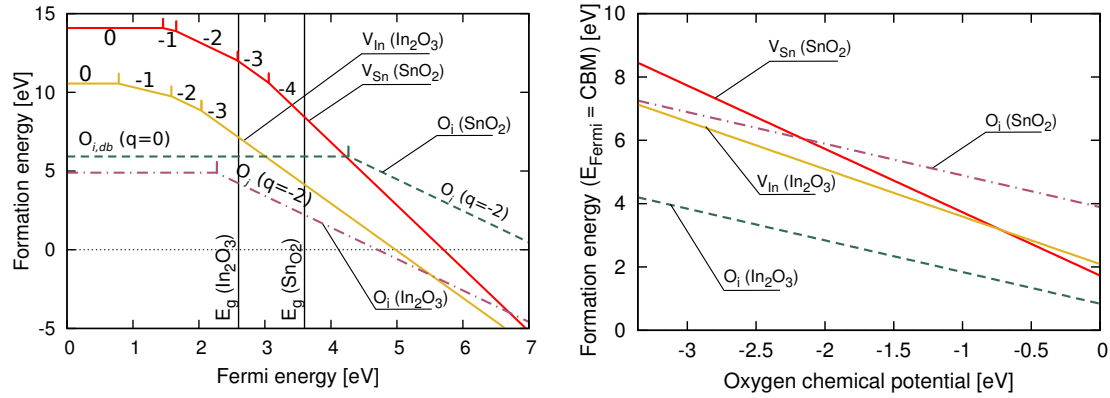 Formation energy [eV]
15
10
5
0
-5
0
-1
-2
-3
-4
0
-1
-2
-3
V_In (In₂O₃)
V_Sn (SnO₂)
O_i (SnO₂)
O_i,db (q=0)
O_i (q=-2)
O_i (q=-2)
O_i (In₂O₃)
E_g (In₂O₃)
E_g (Sn_O2)
0 1 2 3 4 5 6 7
Fermi energy [eV]
Formation energy (E_Fermi = CBM) [eV]
10
8
6
4
2
0
V_Sn (SnO₂)
O_i (SnO₂)
V_In (In₂O₃)
O_i (In₂O₃)
-3 -2.5 -2 -1.5 -1 -0.5 0
Oxygen chemical potential [eV]